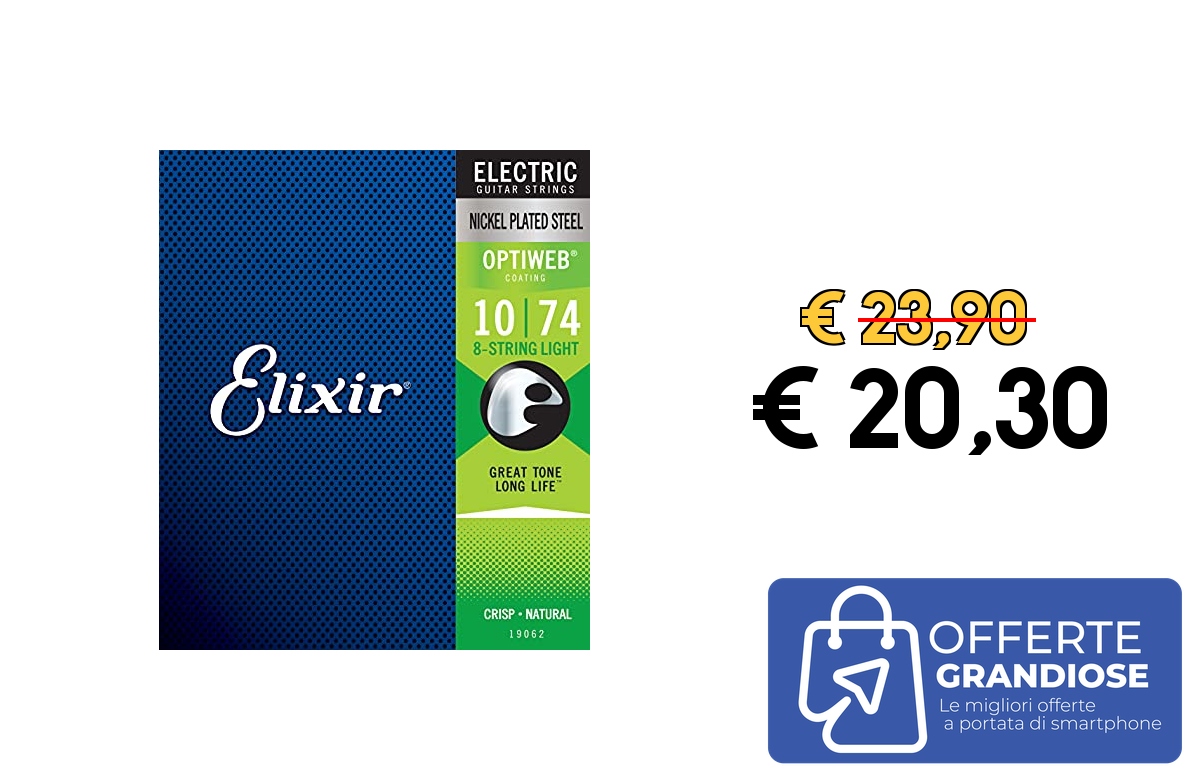 ELECTRIC
GUITAR STRINGS
NICKEL PLATED STEEL
OPTIWEB®
COATING
10|74
8-STRING LIGHT
Elixir®
GREAT TONE
LONG LIFE™
CRISP • NATURAL
19062
€ 23,90
€ 20,30
OFFERTE
GRANDIOSE
Le migliori offerte
a portata di smartphone